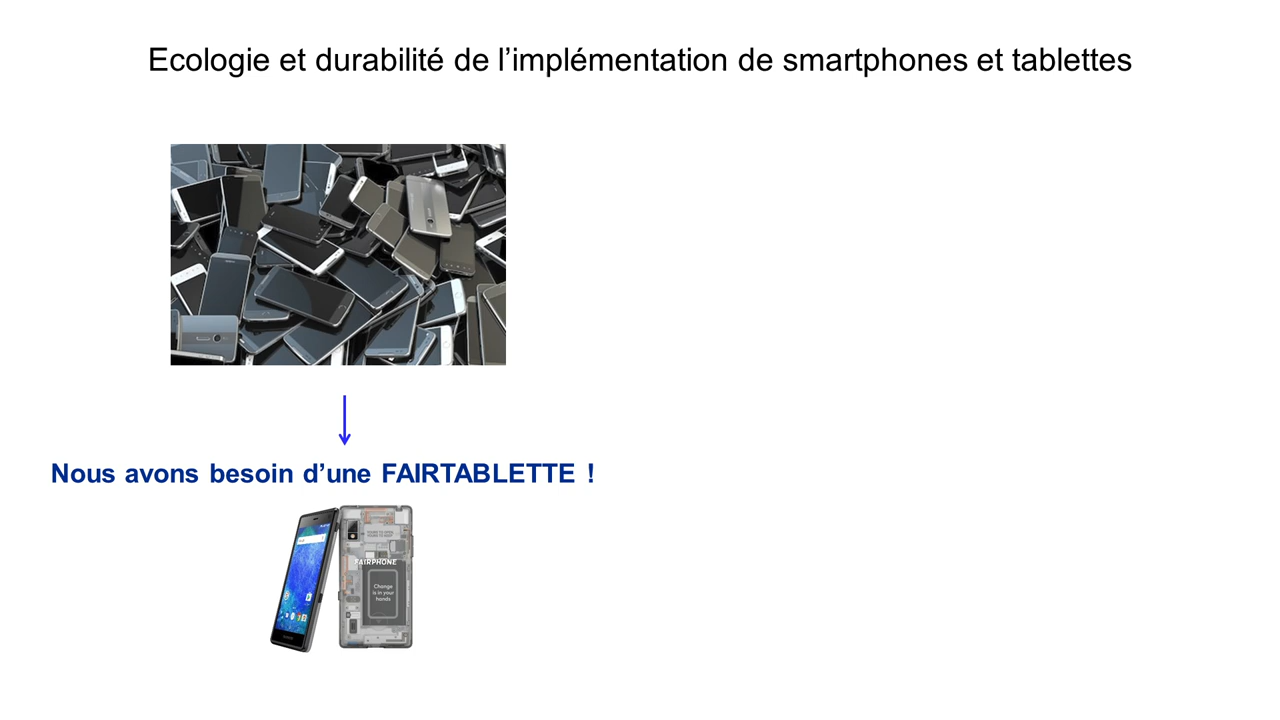 Ecologie et durabilité de l’implémentation de smartphones et tablettes
Nous avons besoin d’une FAIRTABLETTE !
FAIRPHONE
Change
is in your
hands